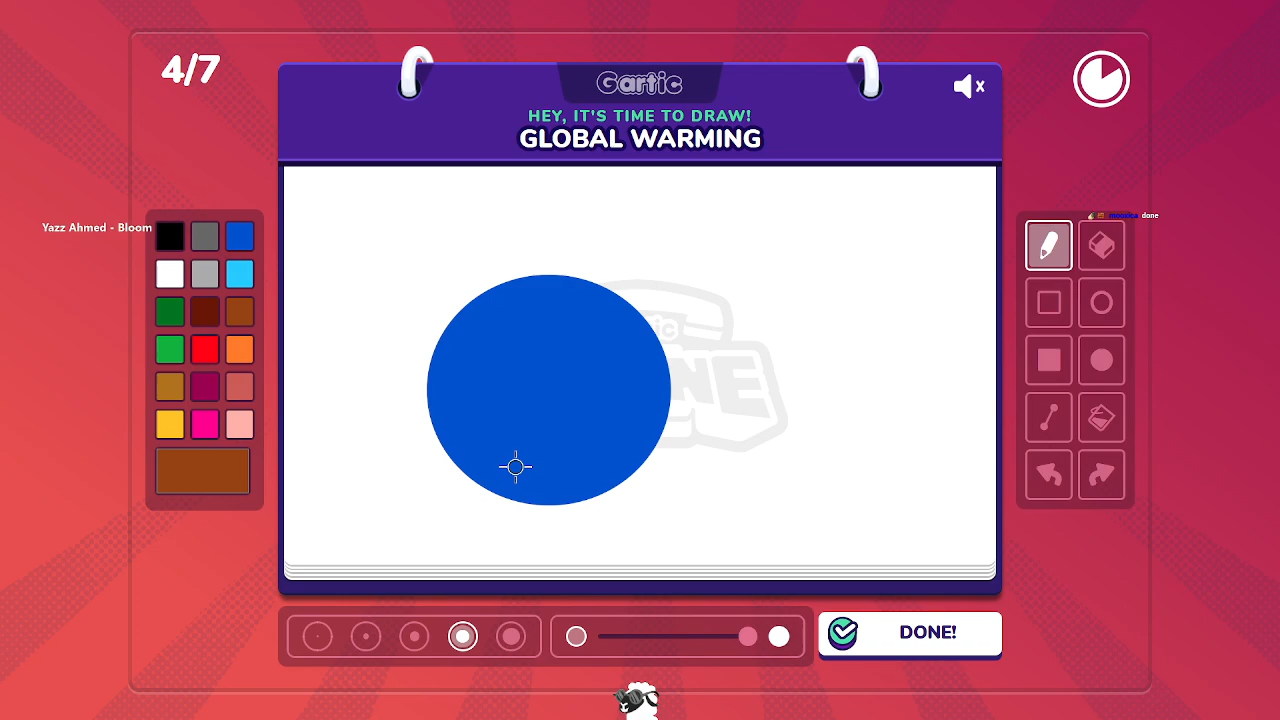 4/7
Gartic
HEY, IT'S TIME TO DRAW!
GLOBAL WARMING
Yazz Ahmed - Bloom
done
DONE!